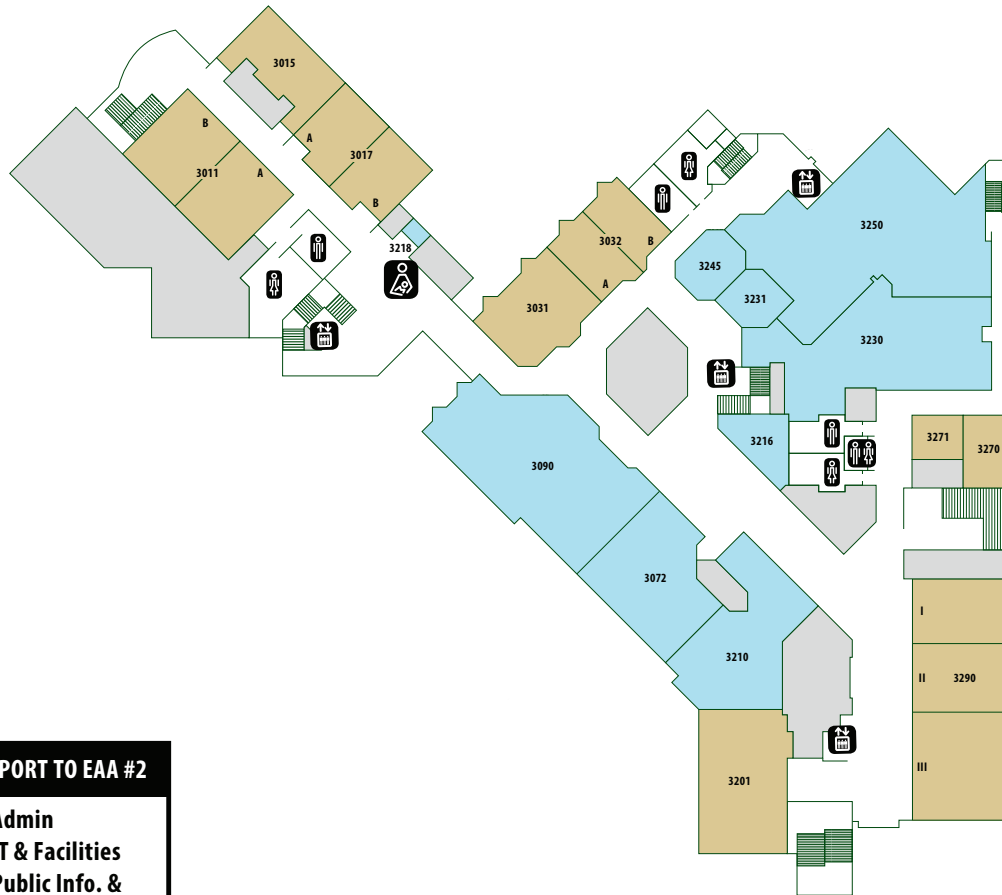 3015
B
A
3017
3011
A
B
3218
3032
B
A
3031
3250
3245
3231
3230
3216
3271
3270
3090
3072
3210
I
II
3290
III
3201
PORT TO EAA #2
Admin
T & Facilities
Public Info. &